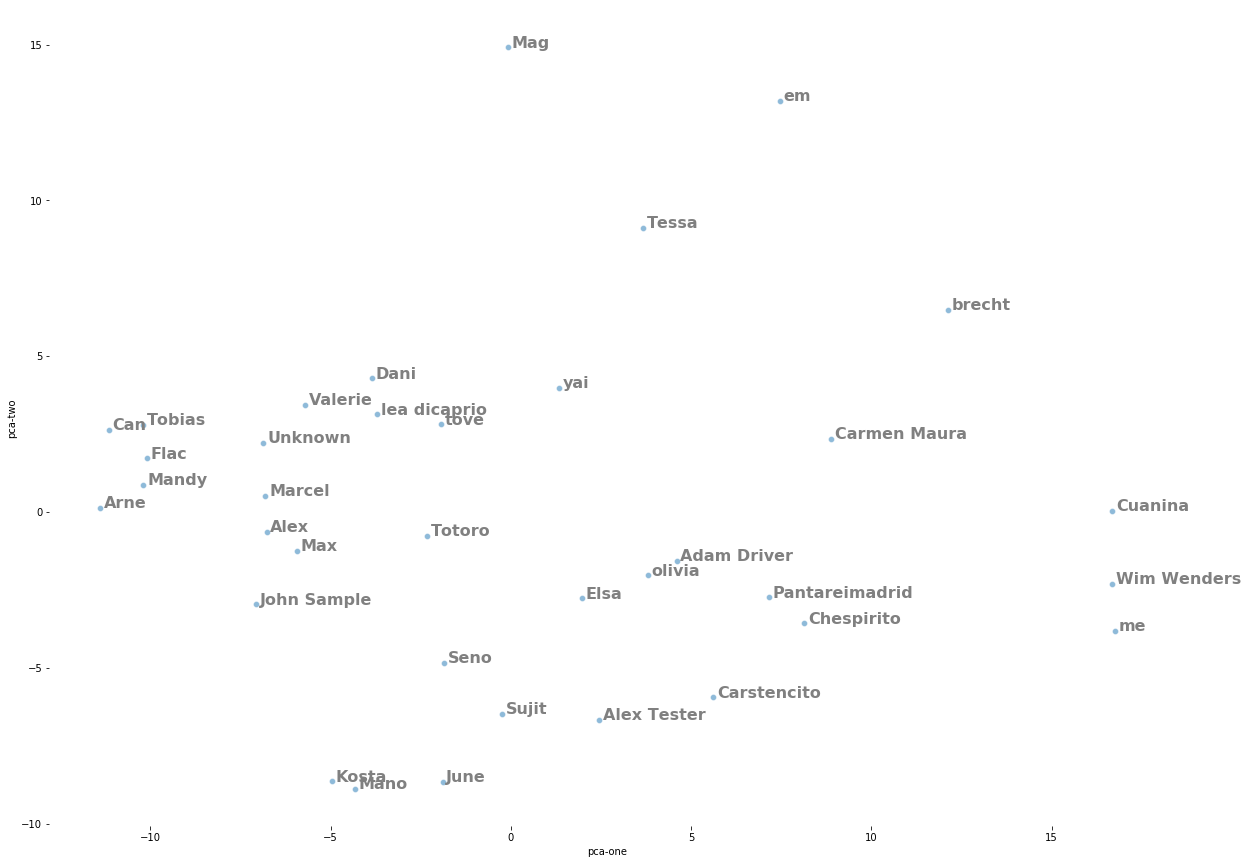 15
Mag
em
10
Tessa
brecht
5
Dani
yai
Valerie
lea dicaprio
tove
Can
Tobias
Unknown
Carmen Maura
Flac
Mandy
Marcel
Arne
0
Cuanina
Alex
Totoro
Max
Adam Driver
olivia
Wim Wenders
Elsa
Pantareimadrid
John Sample
Chespirito
me
Seno
−5
Carstencito
Sujit
Alex Tester
Kosta
Mano
June
−10
−10 −5 0 5 10 15
pca-one
pca-two